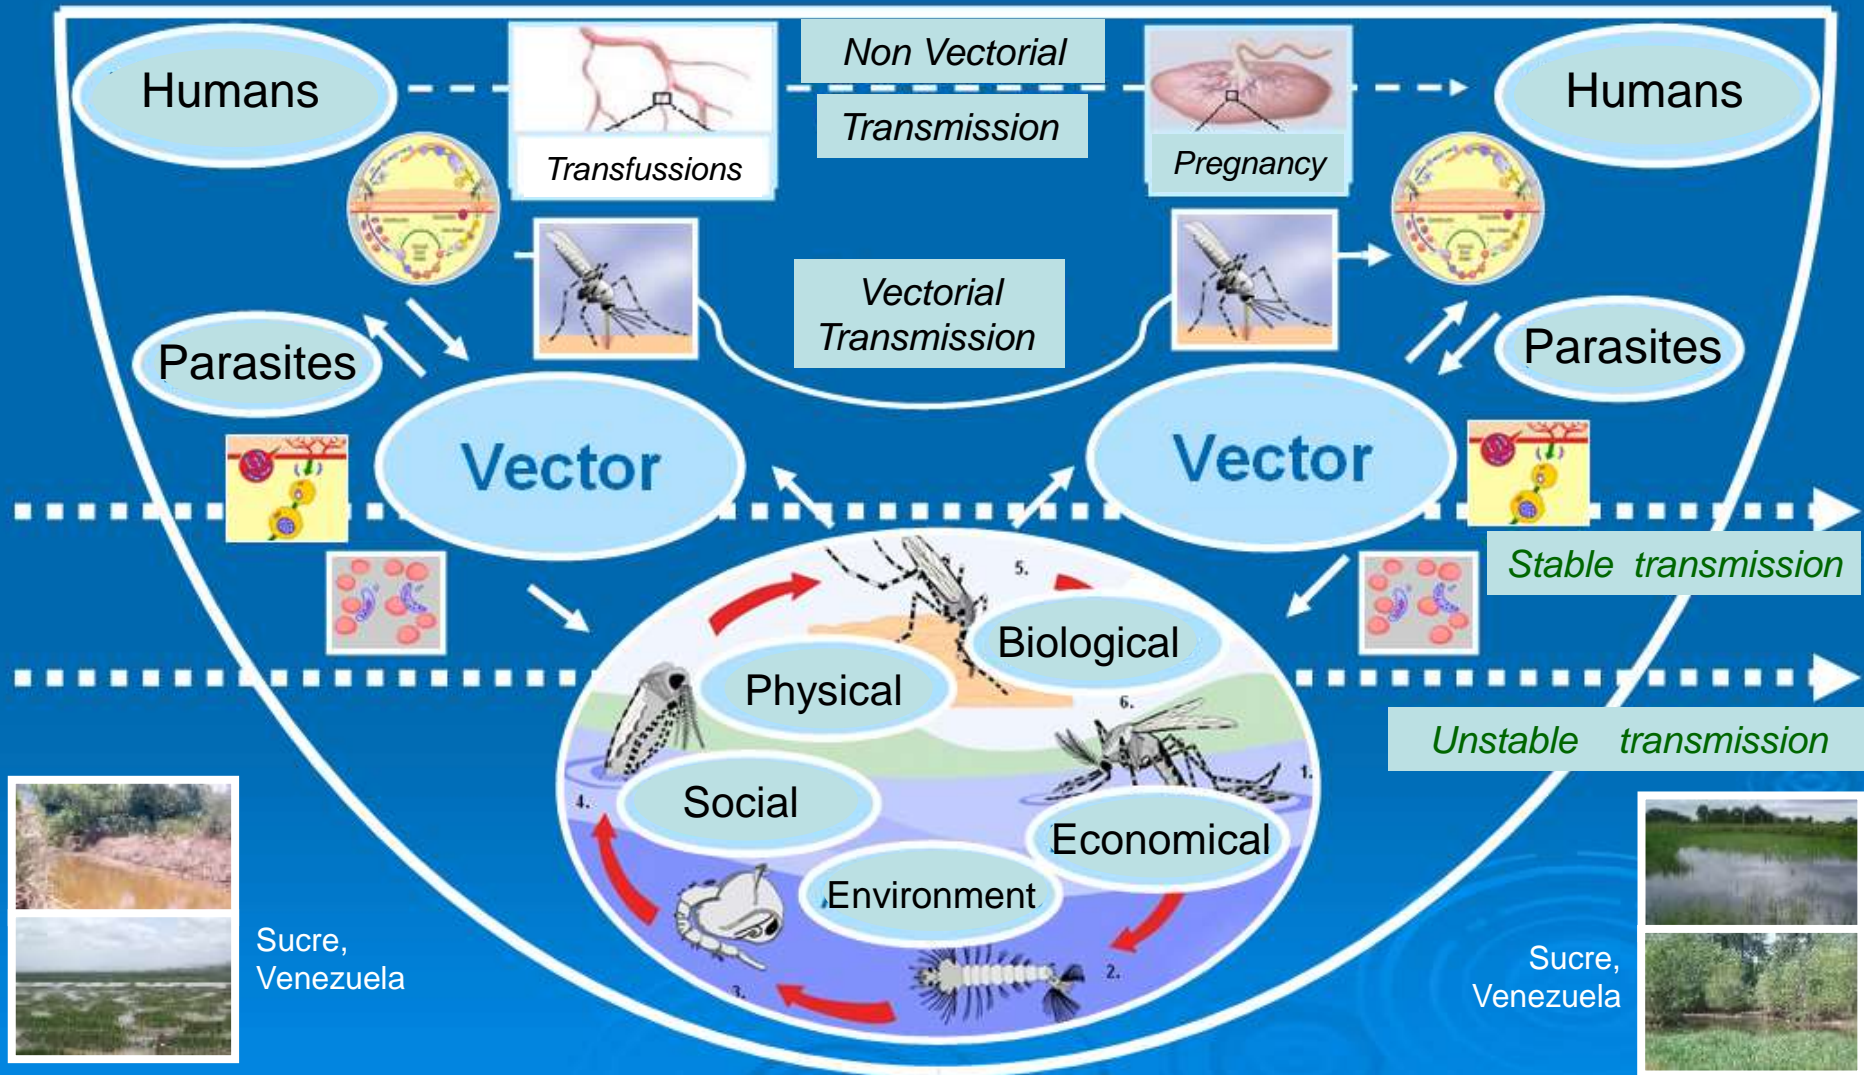 Humans
Non Vectorial
Transmission
Humans
Transfussions
Pregnancy
Vectorial
Transmission
Parasites
Parasites
Vector
Vector
Stable transmission
5.
Biological
Physical
6.
Unstable transmission
1.
4.
Social
Economical
Environment
2.
3.
Sucre,
Venezuela
Sucre,
Venezuela